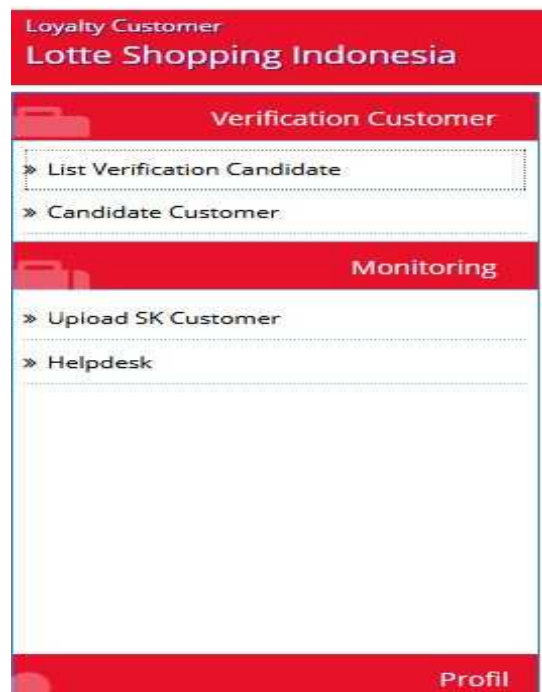 Loyalty Customer
Lotte Shopping Indonesia
Verification Customer
» List Verification Candidate
» Candidate Customer
Monitoring
» Upload SK Customer
» Helpdesk
Profil